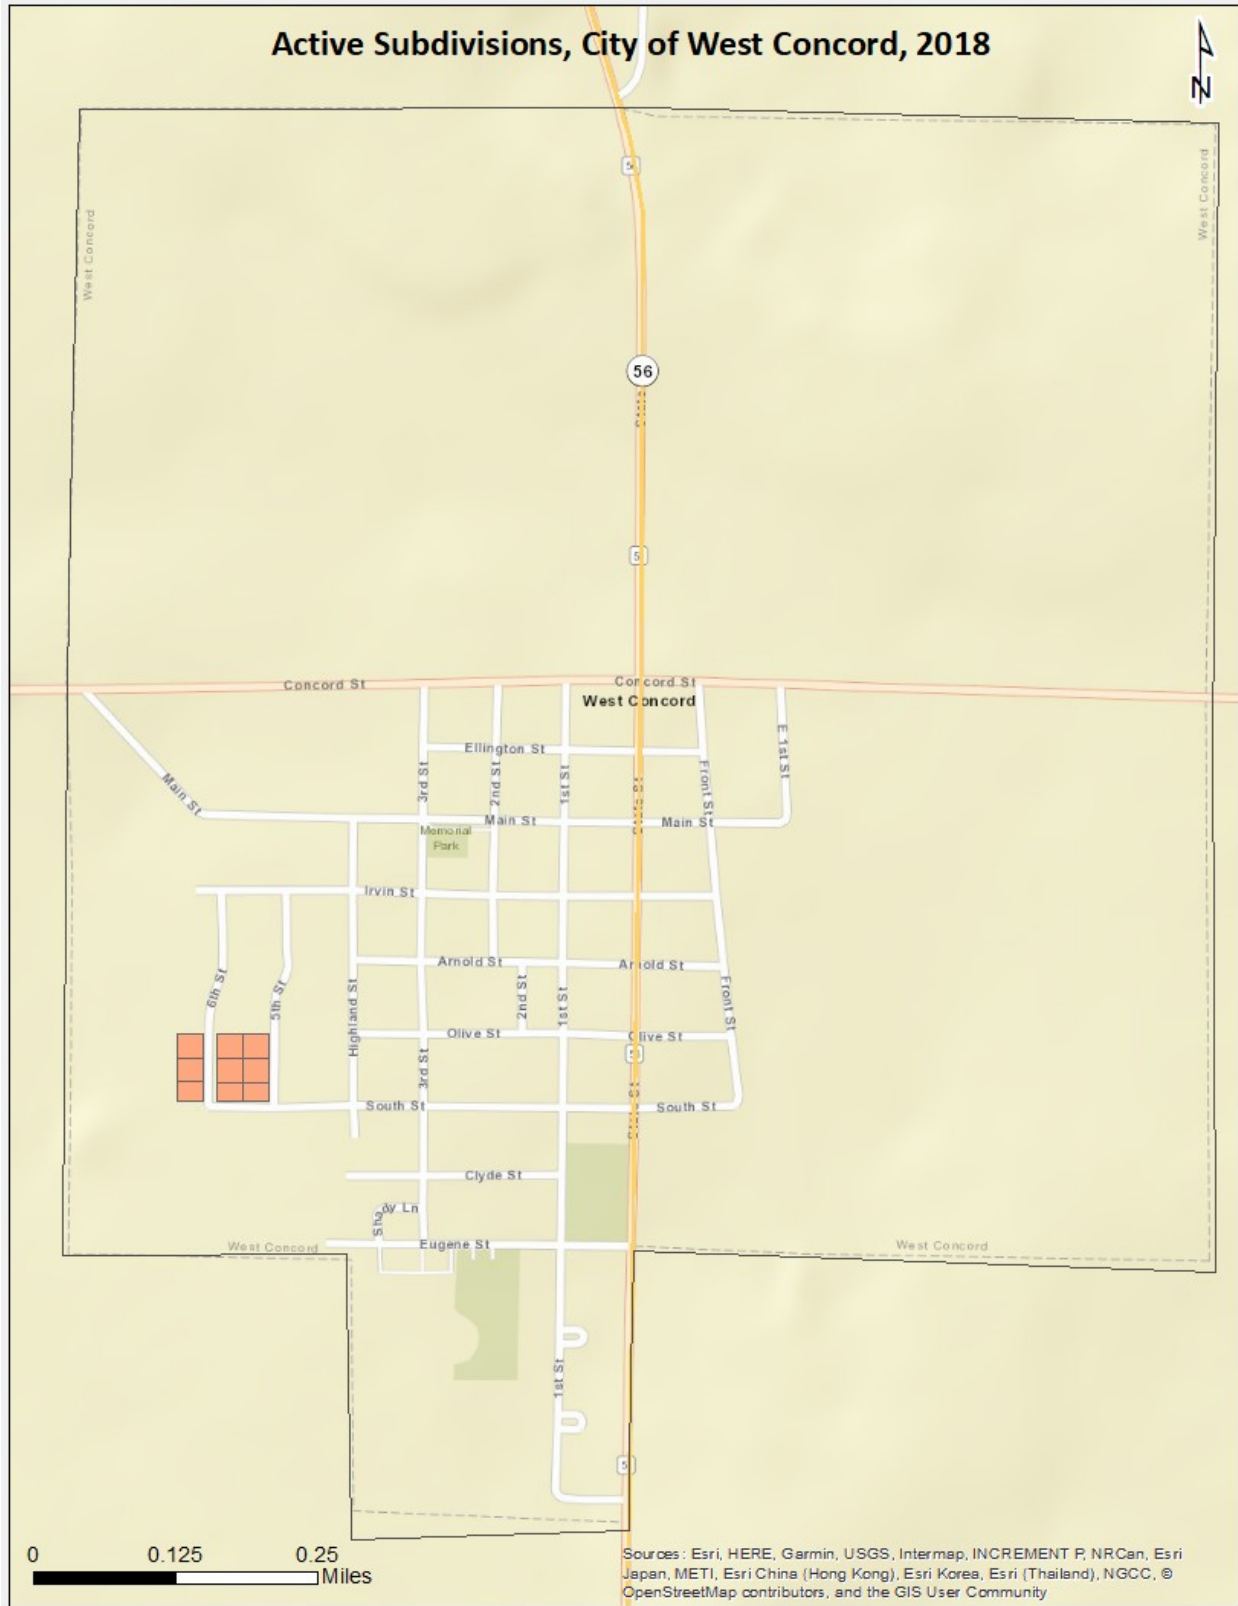 Active Subdivisions, City of West Concord, 2018
N
West Concord
West Concord
56
Concord St
Concord St
West Concord
Ellington St
E 1st St
3rd St
2nd St
1st St
Front St
Main St
Main St
Main St
Memorial
Park
Irvin St
Arnold St
Arnold St
6th St
5th St
Highland St
2nd St
1st St
Front St
Olive St
Olive St
3rd St
South St
South St
Clyde St
Shady Ln
Eugene St
West Concord
West Concord
1st St
0 0.125 0.25
Miles
Sources: Esri, HERE, Garmin, USGS, Intermap, INCREMENT P, NRCan, Esri
Japan, METI, Esri China (Hong Kong), Esri Korea, Esri (Thailand), NGCC, ©
OpenStreetMap contributors, and the GIS User Community